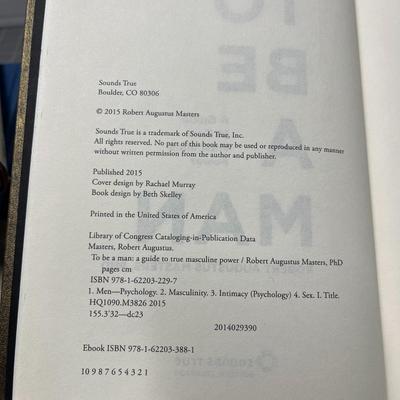 Sounds True
Boulder, CO 80306
© 2015 Robert Augustus Masters
Sounds True is a trademark of Sounds True, Inc.
All rights reserved. No part of this book may be used or reproduced in any manner
without written permission from the author and publisher.
Published 2015
Cover design by Rachael Murray
Book design by Beth Skelley
Printed in the United States of America
Library of Congress Cataloging-in-Publication Data
Masters, Robert Augustus.
To be a man: a guide to true masculine power / Robert Augustus Masters, PhD
pages cm
ISBN 978-1-62203-229-7
1. Men—Psychology. 2. Masculinity. 3. Intimacy (Psychology) 4. Sex. I. Title.
HQ1090.M3826 2015
155.3'32—dc23
2014029390
Ebook ISBN 978-1-62203-388-1
10 9 8 7 6 5 4 3 2 1